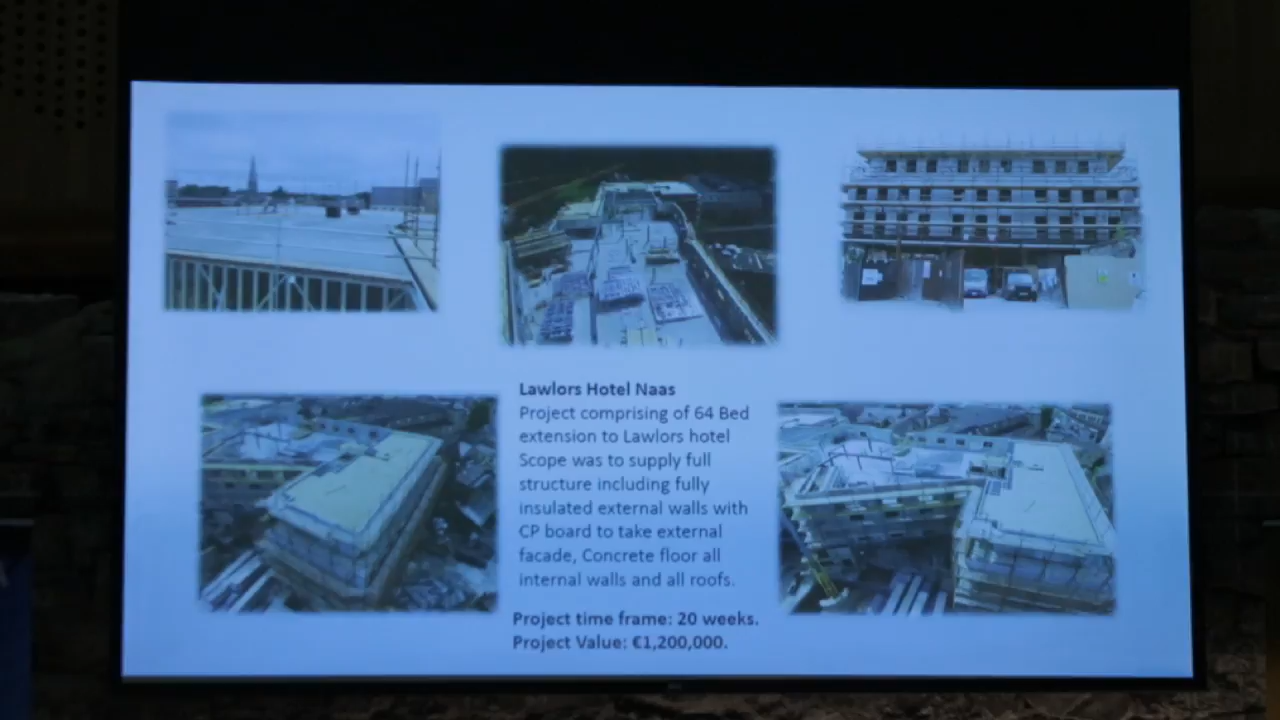 Lawlors Hotel Naas
Project comprising of 64 Bed
extension to Lawlors hotel
Scope was to supply full
structure including fully
insulated external walls with
CP board to take external
facade, Concrete floor all
internal walls and all roofs.
Project time frame: 20 weeks.
Project Value: €1,200,000.